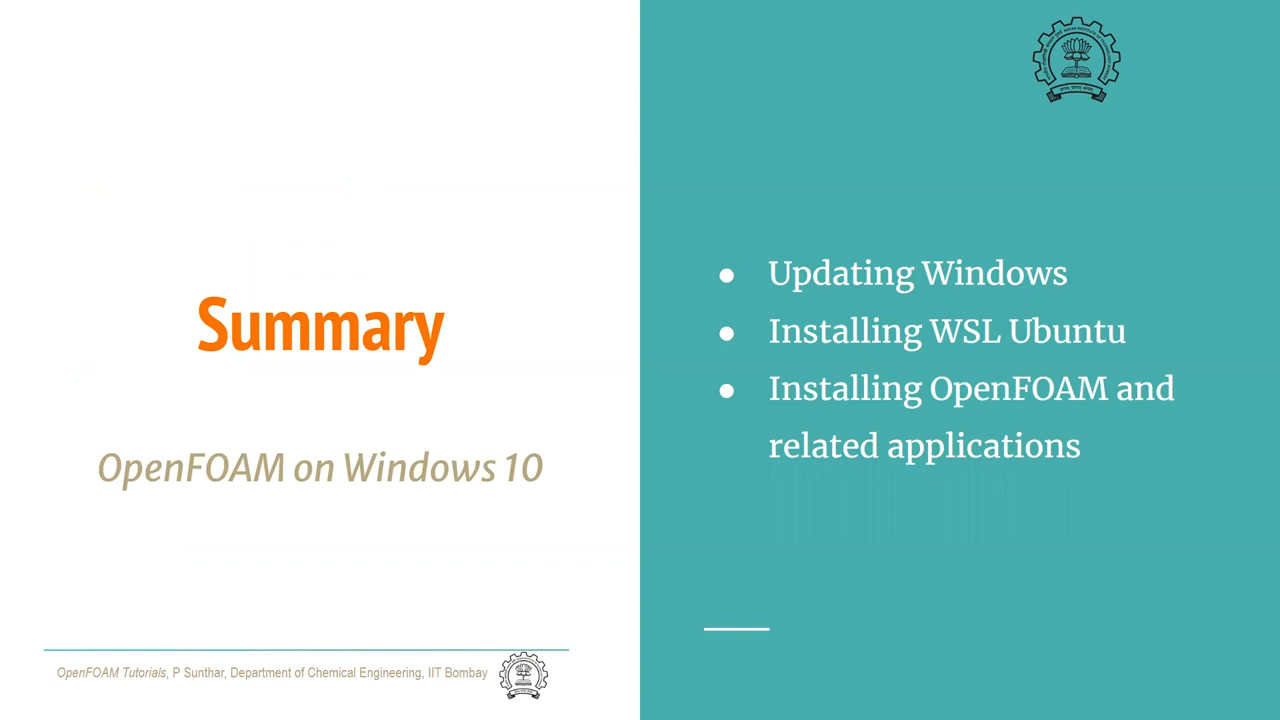 Summary
OpenFOAM on Windows 10
● Updating Windows
● Installing WSL Ubuntu
● Installing OpenFOAM and
related applications
OpenFOAM Tutorials, P Sunthar, Department of Chemical Engineering, IIT Bombay